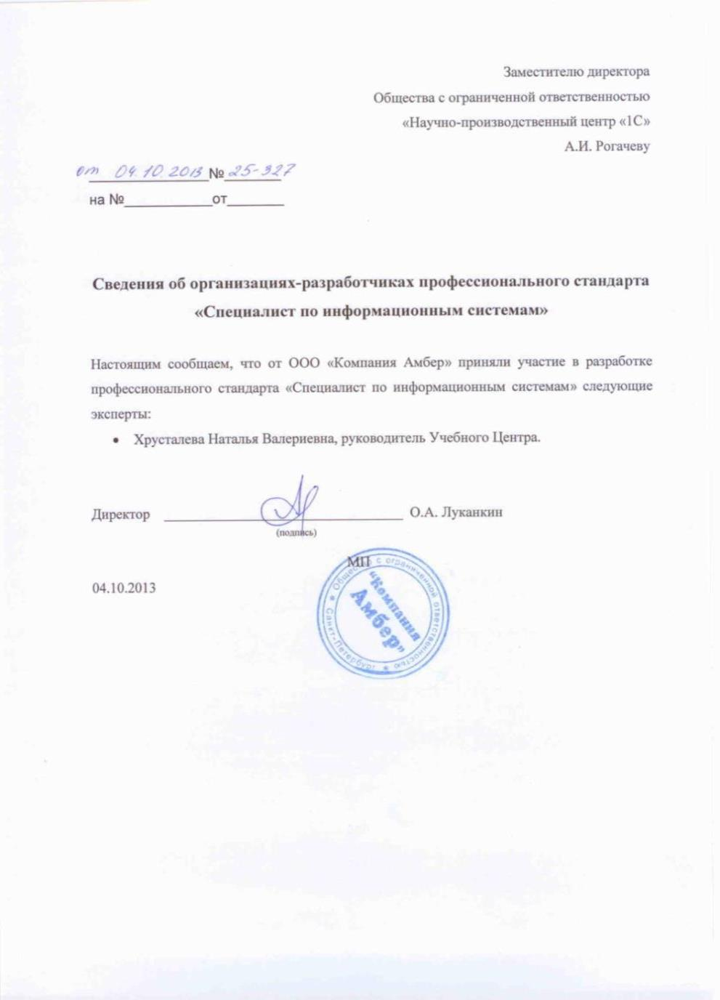 Заместителю директора
Общества с ограниченной ответственностью
«Научно-производственный центр «1С»
А.И. Рогачеву
от 04.10.2013 № 25-327
на №___________от_______
Сведения об организациях-разработчиках профессионального стандарта
«Специалист по информационным системам»
Настоящим сообщаем, что от ООО «Компания Амбер» приняли участие в разработке
профессионального стандарта «Специалист по информационным системам» следующие
эксперты:
• Хрусталева Наталья Валериевна, руководитель Учебного Центра.
Директор ______________________________ О.А. Луканкин
(подпись)
МП
04.10.2013
Общество с ограниченной ответственностью
Санкт-Петербург
«Компания
Амбер»